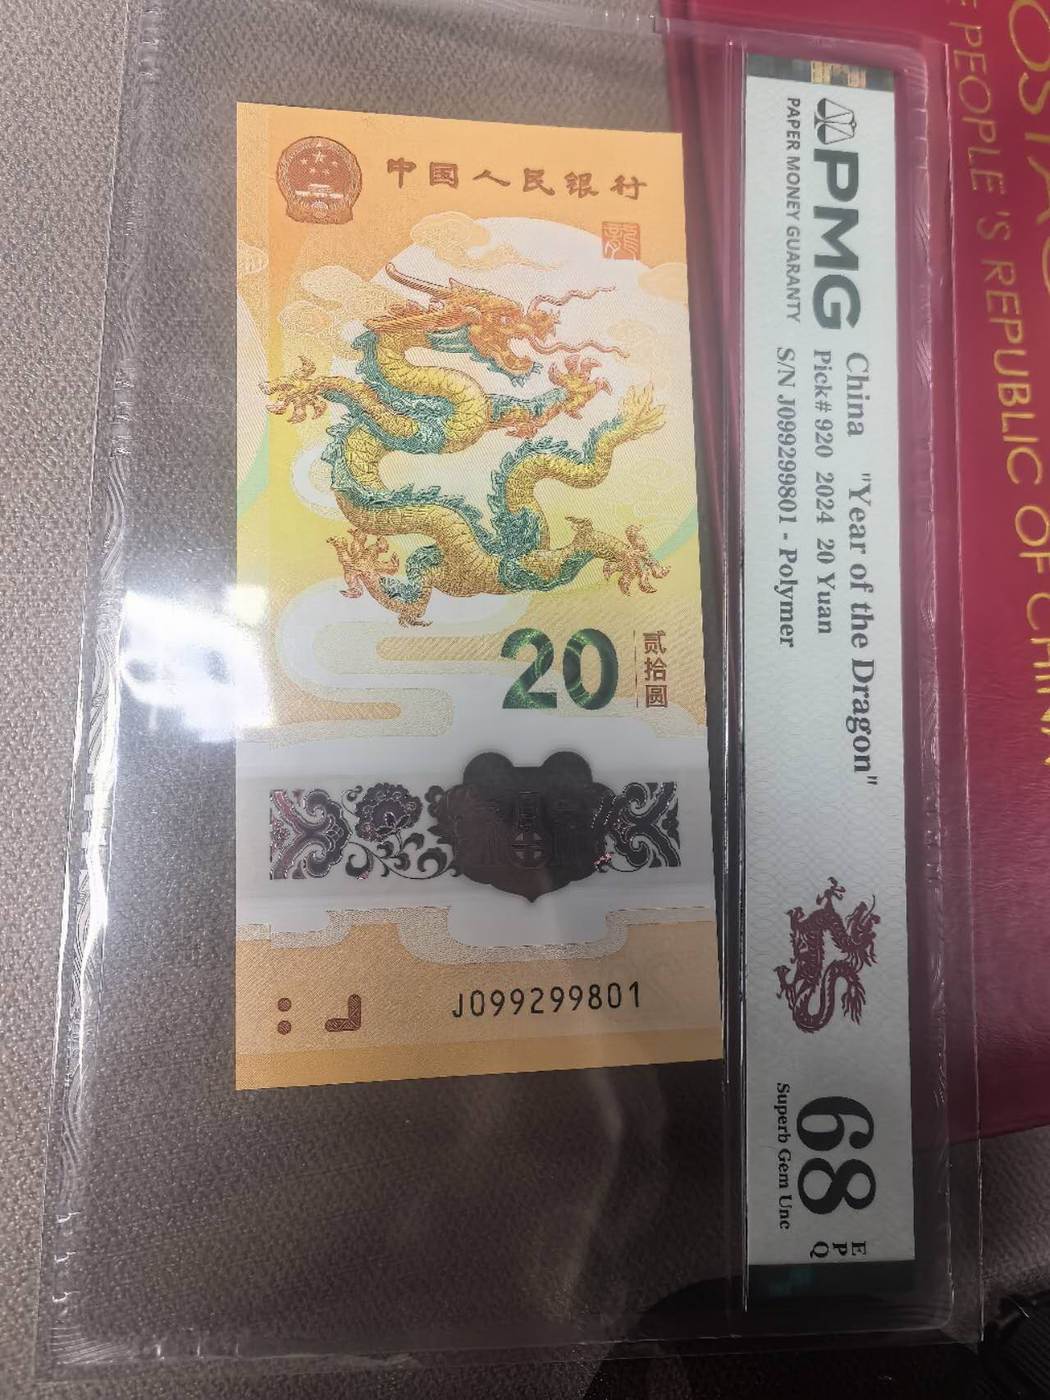 中国人民银行
龍
20
贰拾圆
J099299801
PMG
PAPER MONEY GUARANTY
China "Year of the Dragon"
Pick# 920 2024 20 Yuan
S/N J099299801 - Polymer
68
EPQ
Superb Gem Unc
PEOPLE'S REPUBLIC OF CHINA